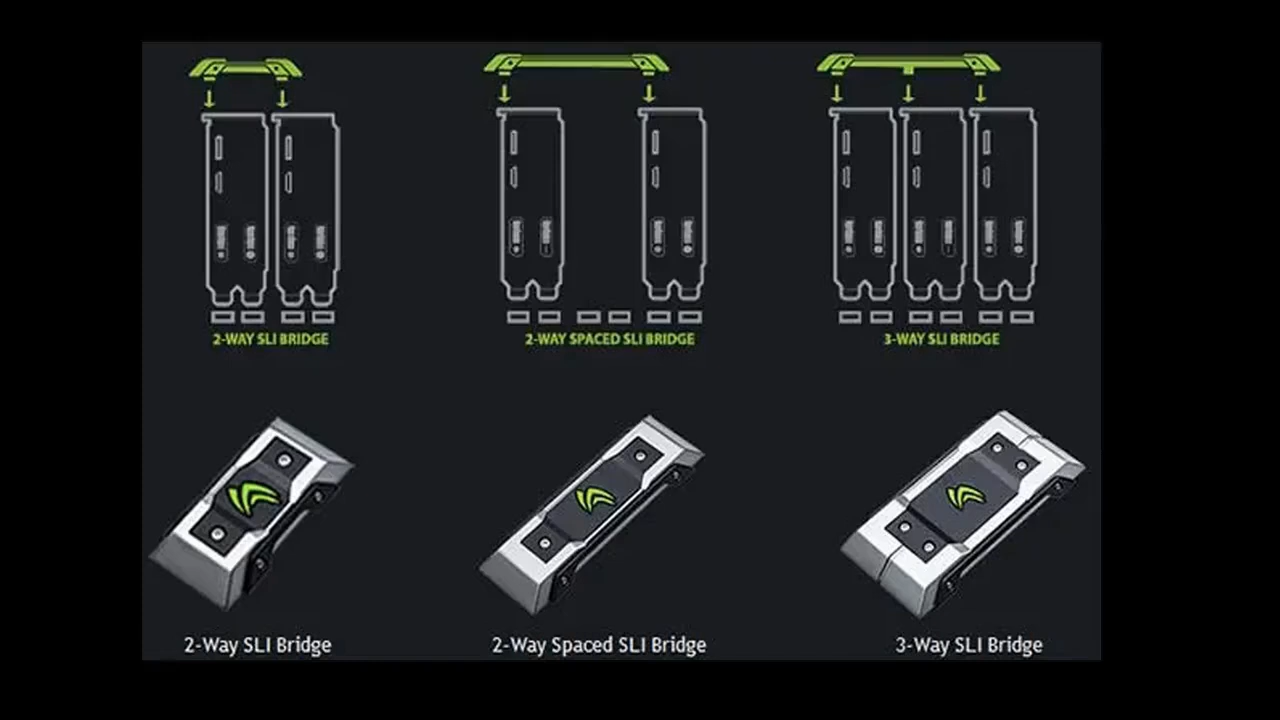 2-WAY SLI BRIDGE
2-WAY SPACED SLI BRIDGE
3-WAY SLI BRIDGE
2-Way SLI Bridge
2-Way Spaced SLI Bridge
3-Way SLI Bridge